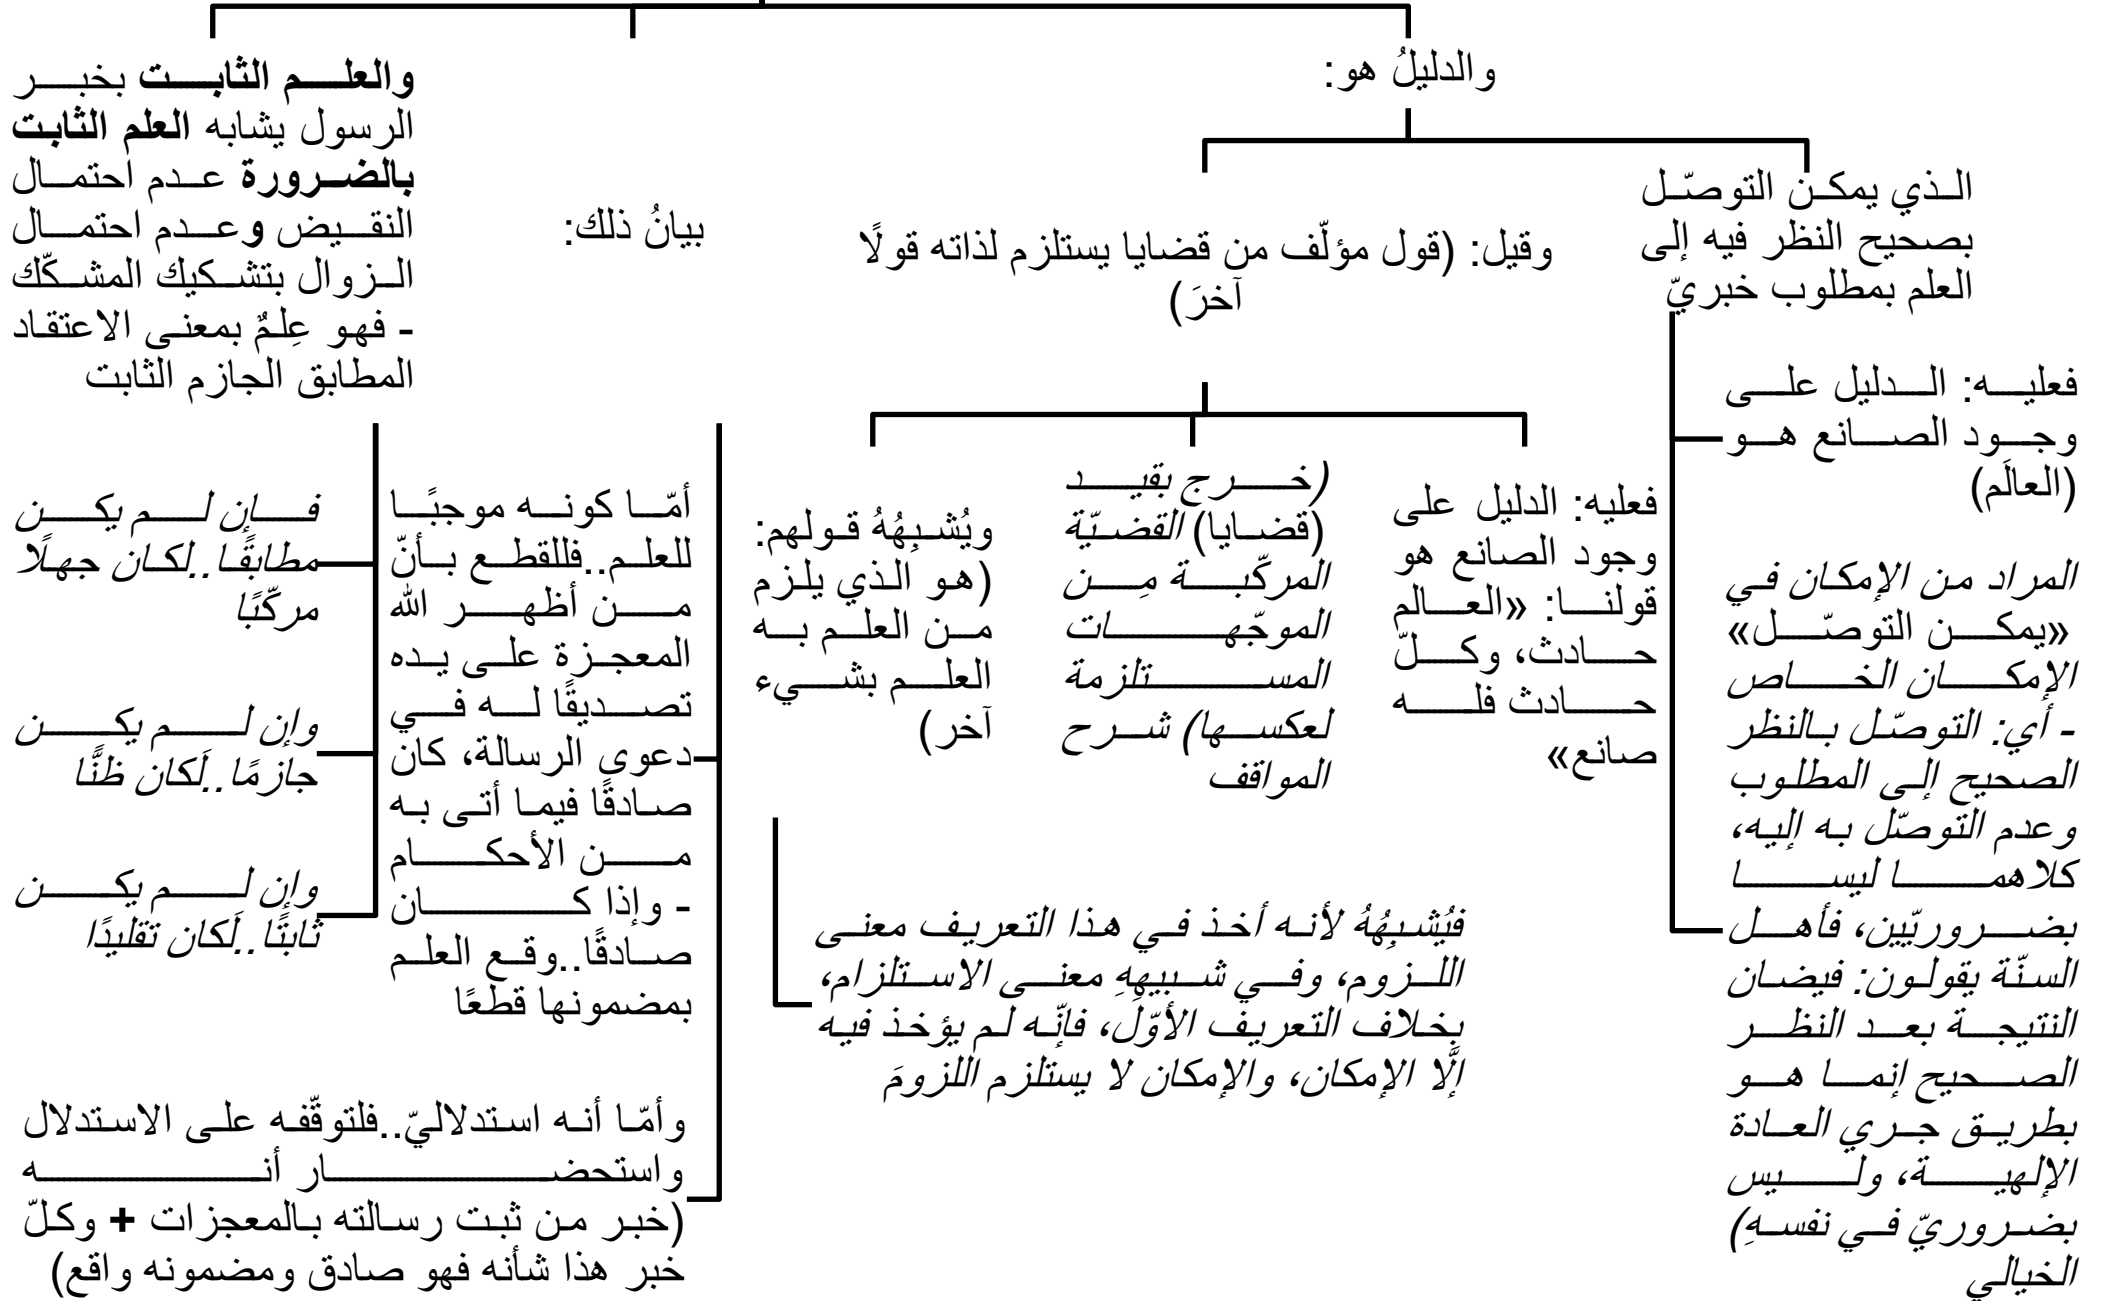 والدليلُ هو:
الذي يمكن التوصّل
بصحيح النظر فيه إلى
العلم بمطلوب خبريّ
فعليه: الدليل على
وجود الصانع هو
(العالَم)
المراد من الإمكان في
«يمكن التوصّل»
الإمكان الخاص
- أي: التوصّل بالنظر
الصحيح إلى المطلوب
وعدم التوصّل به إليه،
كلاهما ليسا
بضروريّين، فأهل
السنّة يقولون: فيضان
النتيجة بعد النظر
الصحيح إنما هو
بطريق جري العادة
الإلهية، وليس
بضروريّ في نفسهِ)
الخيالي
وقيل: (قول مؤلّف من قضايا يستلزم لذاته قولًا
آخرَ)
فعليه: الدليل على
وجود الصانع هو
قولنا: «العالم
حادث، وكلّ
حادث فله
صانع»
(خرج بقيد
(قضايا) القضيّة
المركّبة مِن
الموجّهات
المستلزمة
لعكسها) شرح
المواقف
ويُشبِهُهُ قولهم:
(هو الذي يلزم
من العلم به
العلم بشيء
آخر)
فيُشبِهُهُ لأنه أخذ في هذا التعريف معنى
اللزوم، وفي شبيههِ معنى الاستلزام،
بخلاف التعريف الأوّل، فإنّه لم يؤخذ فيه
إلّا الإمكان، والإمكان لا يستلزم اللزومَ
بيانُ ذلك:
أمّا كونه موجبًا
للعلم..فللقطع بأنّ
من أظهر الله
المعجزة على يده
تصديقًا له في
دعوى الرسالة، كان
صادقًا فيما أتى به
من الأحكام
- وإذا كان
صادقًا..وقع العلم
بمضمونها قطعًا
وأمّا أنه استدلاليّ..فلتوقّفه على الاستدلال
واستحضار أنه
(خبر من ثبت رسالته بالمعجزات + وكلّ
خبر هذا شأنه فهو صادق ومضمونه واقع)
والعلم الثابت بخبر
الرسول يشابه العلم الثابت
بالضرورة عدم احتمال
النقيض وعدم احتمال
الزوال بتشكيك المشكّك
- فهو عِلمٌ بمعنى الاعتقاد
المطابق الجازم الثابت
فإن لم يكن
مطابقًا..لكان جهلًا
مركّبًا
وإن لم يكن
جازمًا..لَكان ظنًّا
وإن لم يكن
ثابتًا..لَكان تقليدًا